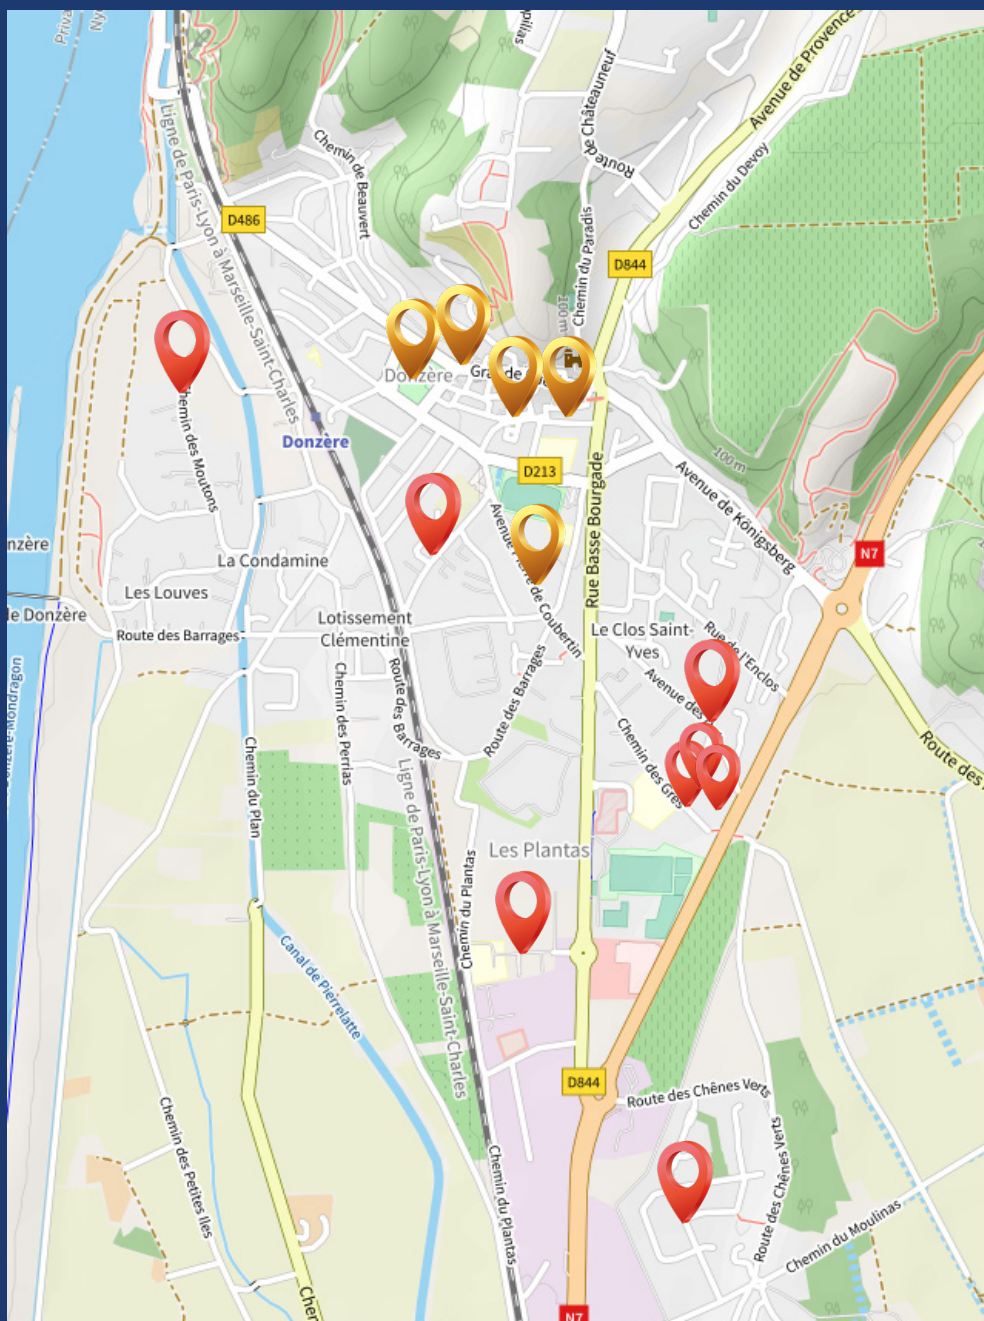 Avenue de Provence
Route de Châteauneuf
Chemin de Beauvert
Chemin du Devoy
Ligne de Paris-Lyon à Marseille-Saint-Charles
D486
Chemin du Paradis
D844
100 m
Donzère
Chemin des Moutons
Donzère
D213
100 m
Rue Basse Bourgade
Avenue de Königsberg
N7
La Condamine
Les Louves
de Donzère
Route des Barrages
Lotissement
Clémentine
Le Clos Saint-
Yves
Rue de l'Enclos
Route des Barrages
Route des Barrages
Chemin des Perrias
Chemin des Grès
Chemin du Plan
Ligne de Paris-Lyon à Marseille-Saint-Charles
Les Plantas
Chemin du Plantas
Canal de Pierrelatte
D844
Route des Chênes Verts
Chemin des Petites Iles
Chemin du Plantas
Route des Chênes Verts
Chemin du Moulinas
N7